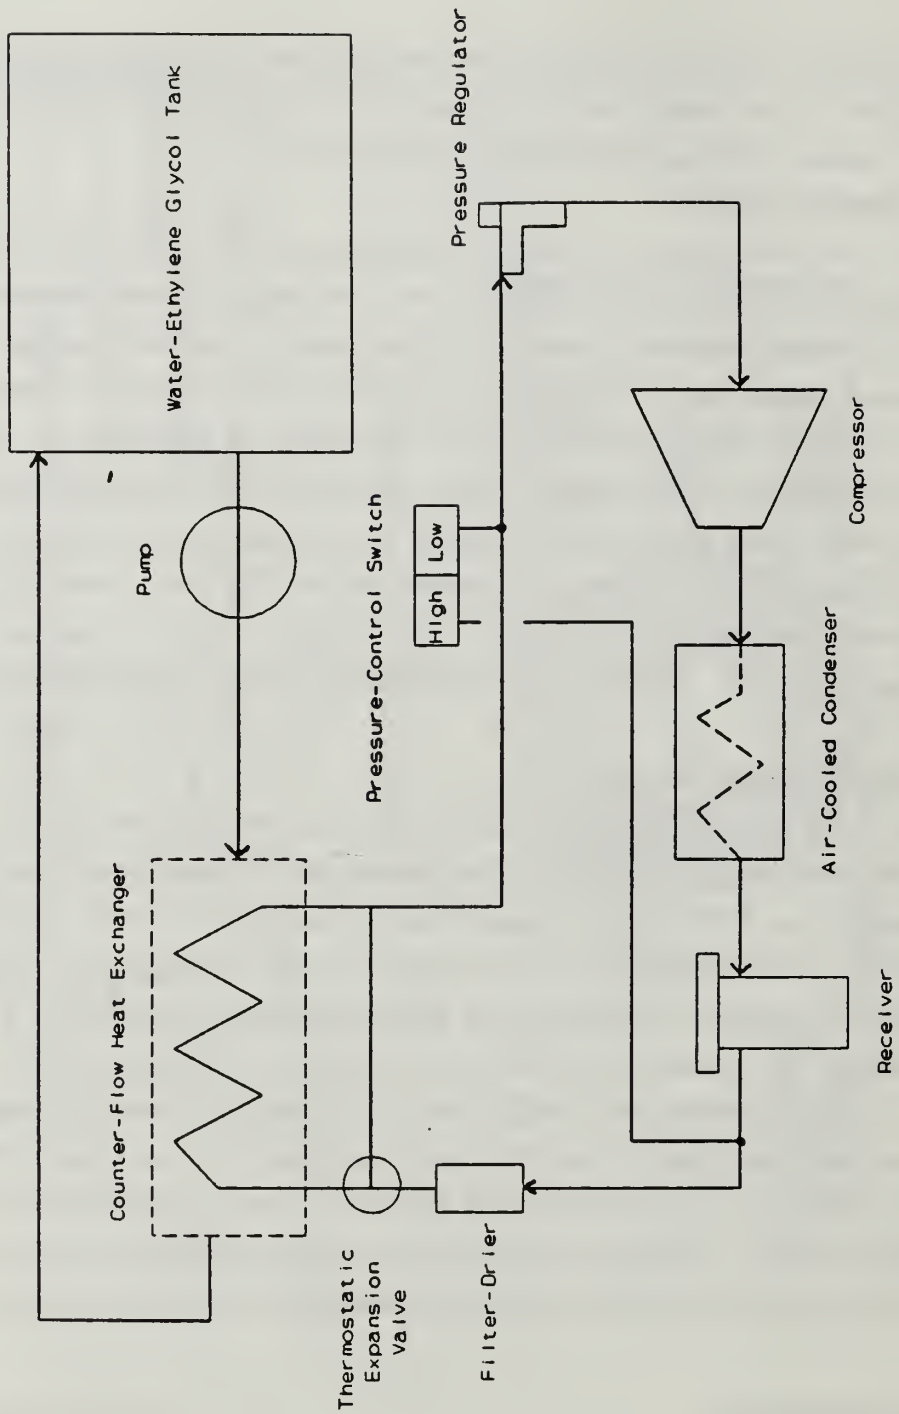 Water-Ethylene Glycol Tank
Pump
Counter-Flow Heat Exchanger
Pressure Regulator
Pressure-Control Switch
High
Low
Thermostatic
Expansion
Valve
Filter-Drier
Compressor
Air-Cooled Condenser
Receiver